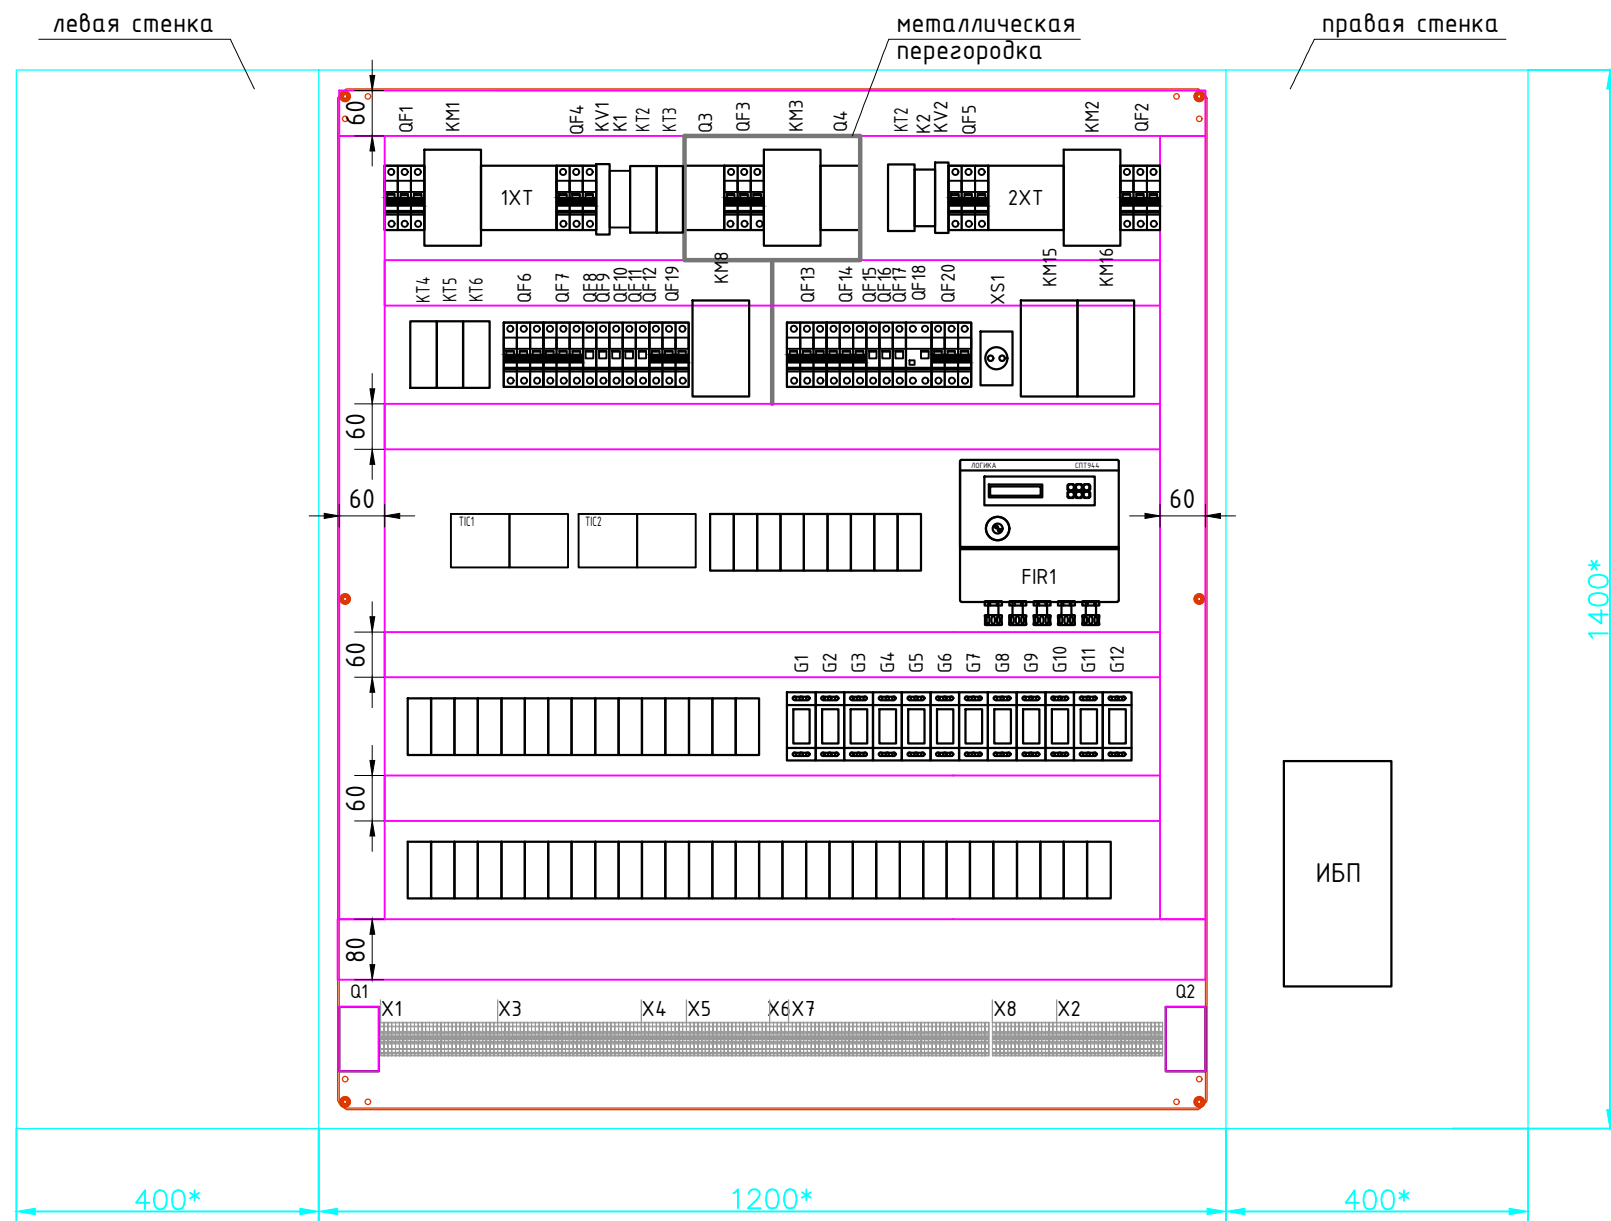 левая стенка
металлическая
перегородка
правая стенка
60
QF1
KM1
QF4
KV1
K1
KT2
KT3
Q3
QF3
KM3
Q4
KT2
K2
KV2
QF5
KM2
QF2
1XT
2XT
KT4
KT5
KT6
QF6
QF7
QF8
QF9
QF10
QF11
QF12
QF19
KM8
QF13
QF14
QF15
QF16
QF17
QF18
QF20
XS1
KM15
KM16
60
ЛОГИКА
СПТ944
60
60
TIC1
TIC2
FIR1
1400*
60
G1
G2
G3
G4
G5
G6
G7
G8
G9
G10
G11
G12
60
ИБП
80
Q1
Q2
X1
X3
X4
X5
X6
X7
X8
X2
400*
1200*
400*